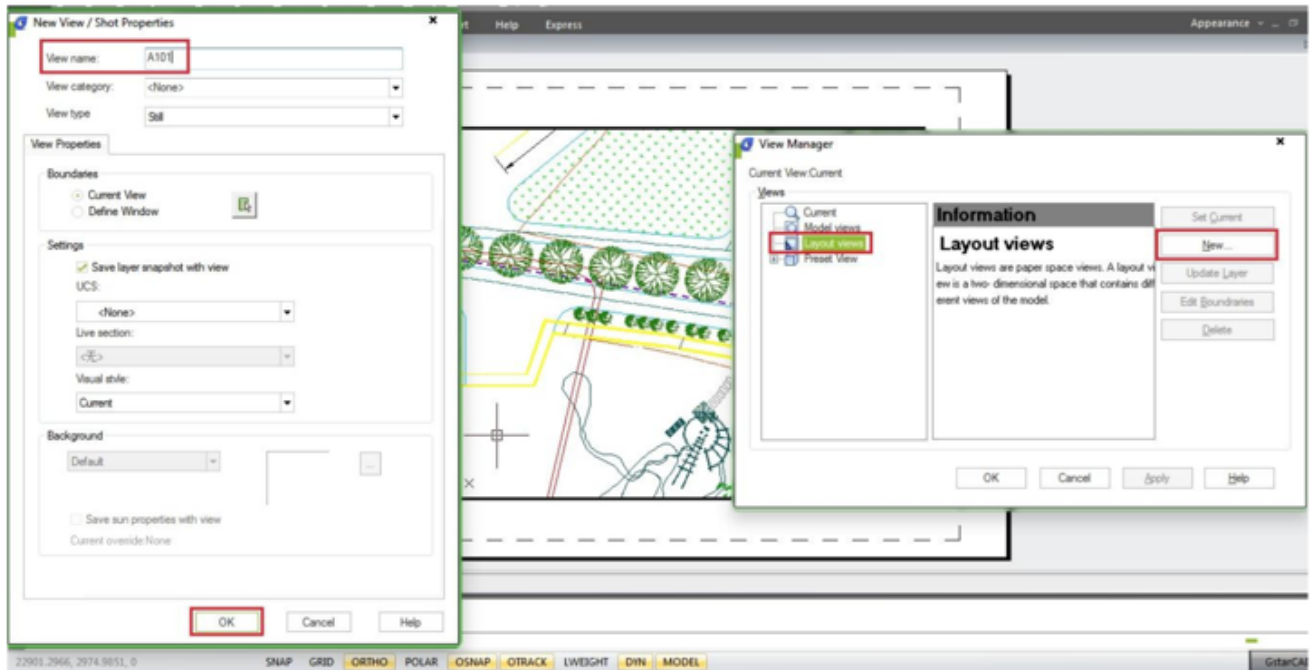 New View / Shot Properties
View name: A101
View category: <None>
View type Still
View Properties
Boundaries
Current View
Define Window
Settings
Save layer snapshot with view
UCS:
<None>
Live section:
<无>
Visual style:
Current
Background
Default
...
Save sun properties with view
Current override:None
OK Cancel Help
Help Express Appearance
View Manager
Current View:Current
Views
Current
Model views
Layout views
Preset View
Information
Layout views
Layout views are paper space views. A layout vi
ew is a two- dimensional space that contains diff
erent views of the model.
Set Current
New...
Update Layer
Edit Boundaries
Delete
OK Cancel Apply Help
22901.2966, 2974.9851, 0 SNAP GRID ORTHO POLAR OSNAP OTRACK LWEIGHT DYN MODEL GstarCAD